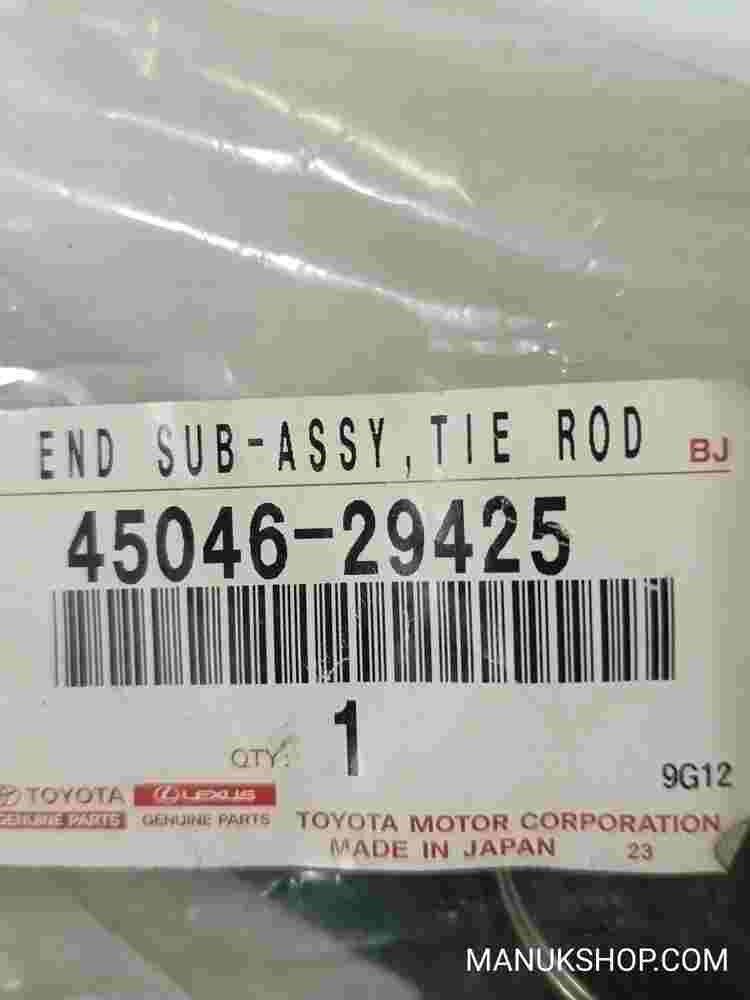 END SUB-ASSY,TIE ROD BJ
45046-29425
QTY: 1
9G12
TOYOTA LEXUS
GENUINE PARTS GENUINE PARTS TOYOTA MOTOR CORPORATION
MADE IN JAPAN 23
MANUKSHOP.COM